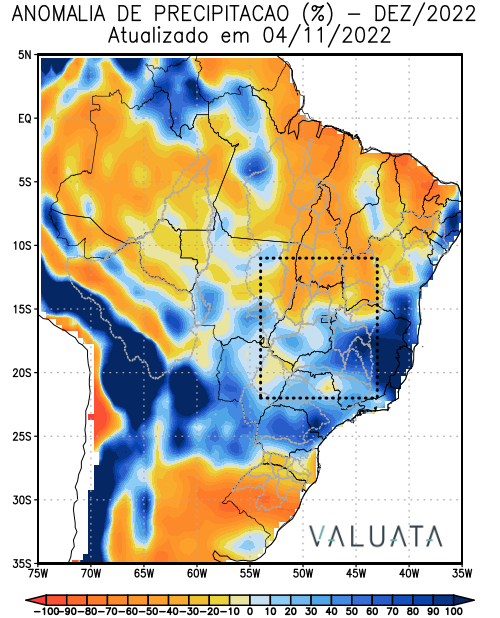 ANOMALIA DE PRECIPITACAO (%) – DEZ/2022
Atualizado em 04/11/2022
5N
EQ
5S
10S
15S
20S
25S
30S
35S
75W 70W 65W 60W 55W 50W 45W 40W 35W
VALUATA
-100 -90 -80 -70 -60 -50 -40 -30 -20 -10 0 10 20 30 40 50 60 70 80 90 100